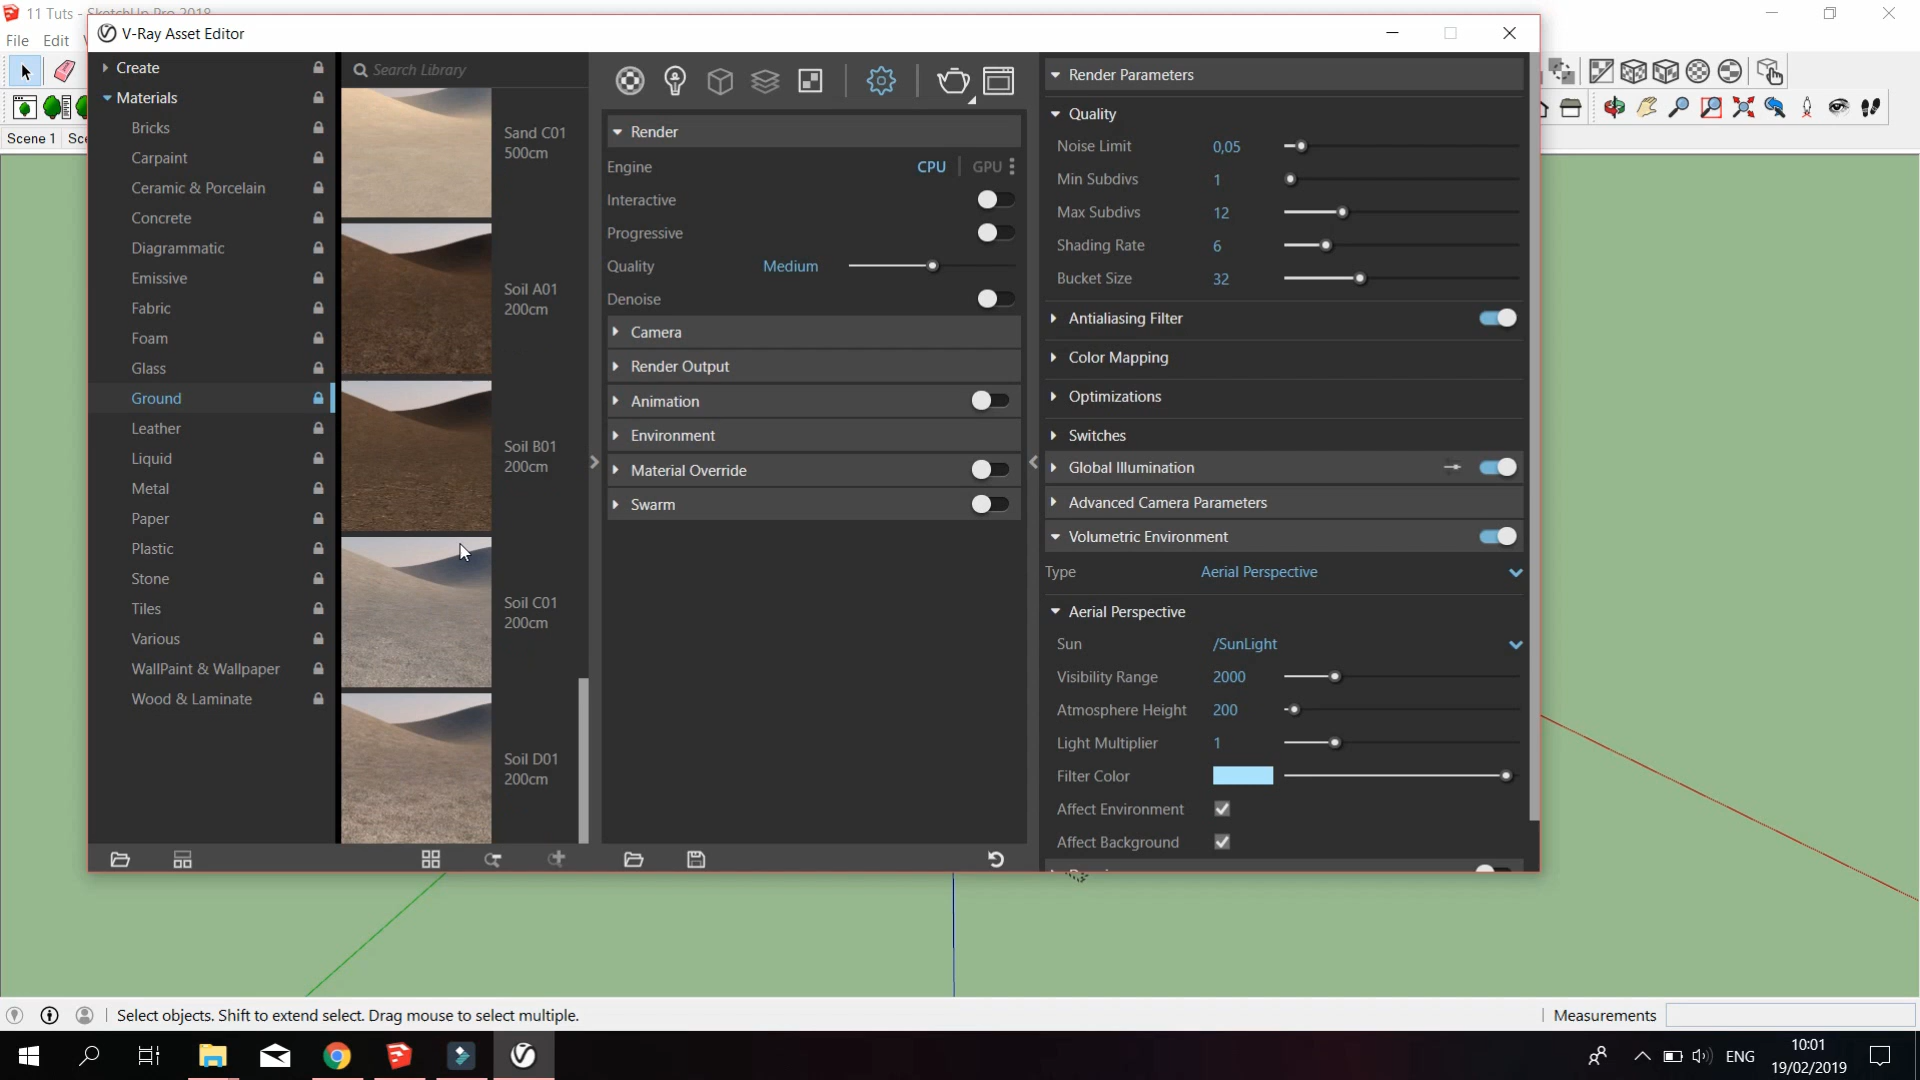 11 Tuts - SketchUp Pro 2018
V-Ray Asset Editor
File Edit
Scene 1
Create
Materials
Bricks
Carpaint
Ceramic & Porcelain
Concrete
Diagrammatic
Emissive
Fabric
Foam
Glass
Ground
Leather
Liquid
Metal
Paper
Plastic
Stone
Tiles
Various
WallPaint & Wallpaper
Wood & Laminate
Search Library
Sand C01
500cm
Soil A01
200cm
Soil B01
200cm
Soil C01
200cm
Soil D01
200cm
Render
Engine CPU GPU
Interactive
Progressive
Quality Medium
Denoise
Camera
Render Output
Animation
Environment
Material Override
Swarm
Render Parameters
Quality
Noise Limit 0,05
Min Subdivs 1
Max Subdivs 12
Shading Rate 6
Bucket Size 32
Antialiasing Filter
Color Mapping
Optimizations
Switches
Global Illumination
Advanced Camera Parameters
Volumetric Environment
Type Aerial Perspective
Aerial Perspective
Sun /SunLight
Visibility Range 2000
Atmosphere Height 200
Light Multiplier 1
Filter Color
Affect Environment
Affect Background
Select objects. Shift to extend select. Drag mouse to select multiple.
Measurements
ENG
10:01
19/02/2019